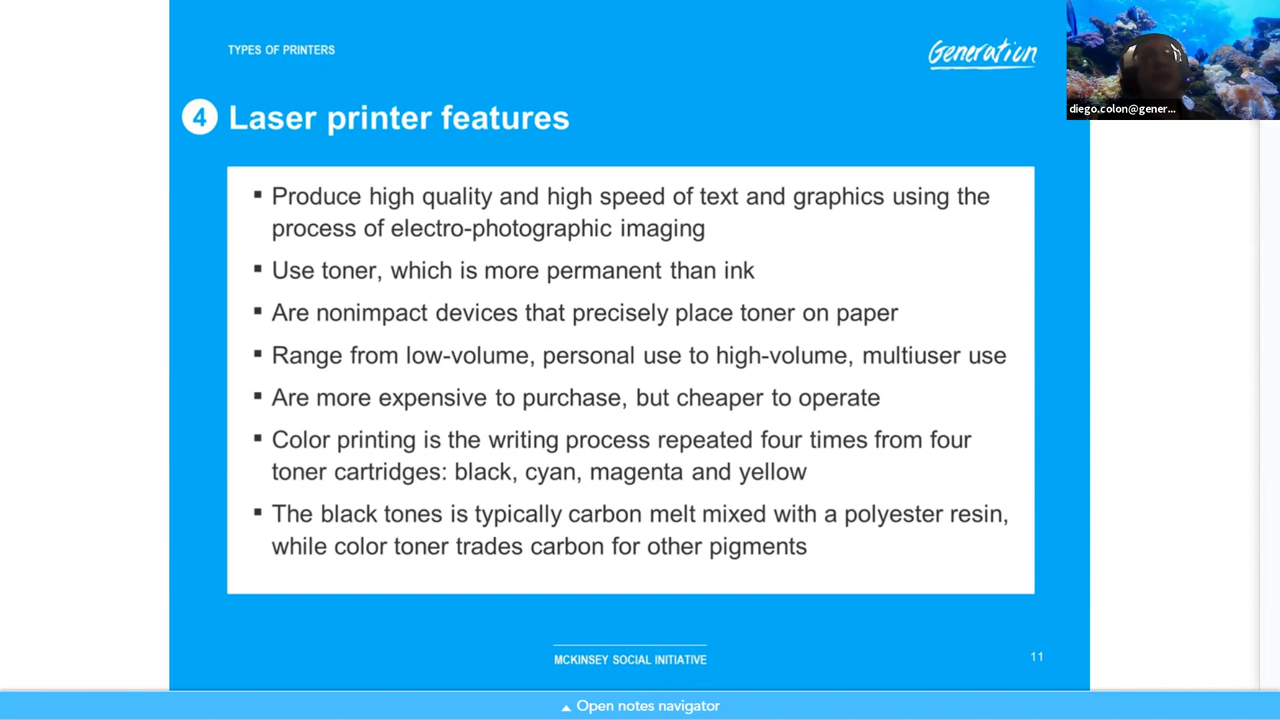 TYPES OF PRINTERS
Generation
diego.colon@gener...
4 Laser printer features
▪ Produce high quality and high speed of text and graphics using the
process of electro-photographic imaging
▪ Use toner, which is more permanent than ink
▪ Are nonimpact devices that precisely place toner on paper
▪ Range from low-volume, personal use to high-volume, multiuser use
▪ Are more expensive to purchase, but cheaper to operate
▪ Color printing is the writing process repeated four times from four
toner cartridges: black, cyan, magenta and yellow
▪ The black tones is typically carbon melt mixed with a polyester resin,
while color toner trades carbon for other pigments
MCKINSEY SOCIAL INITIATIVE
11
Open notes navigator